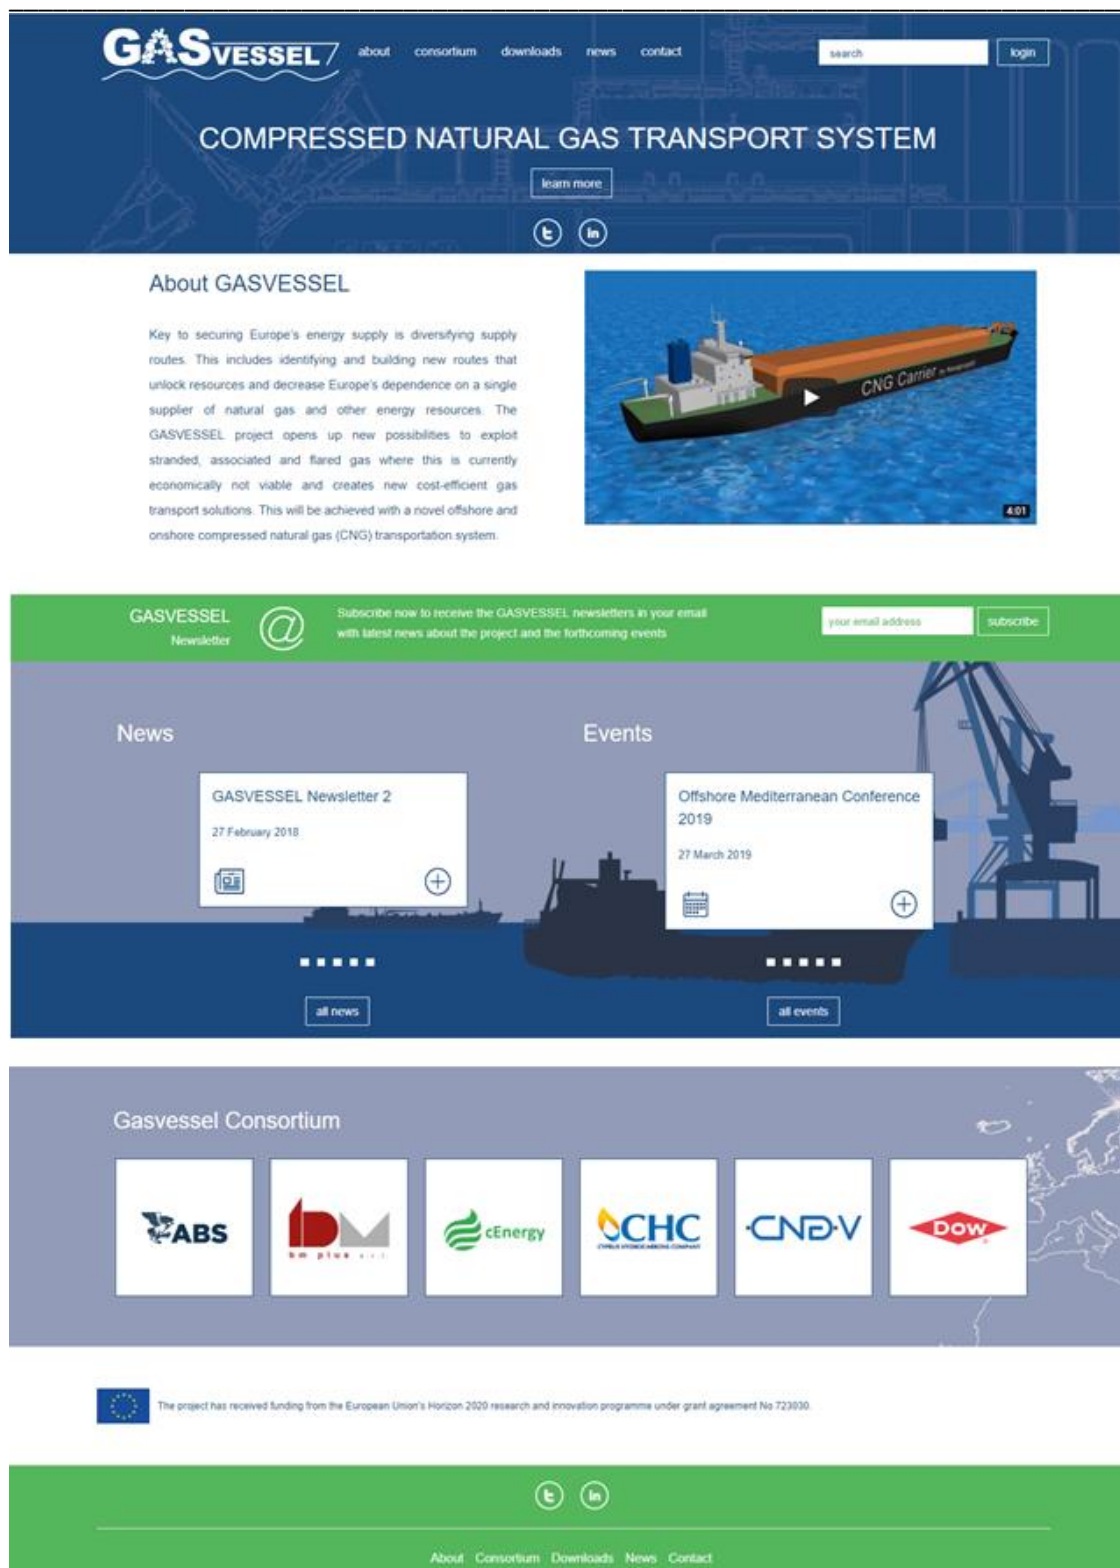 GASVESSEL
about consortium downloads news contact
search
login
COMPRESSED NATURAL GAS TRANSPORT SYSTEM
learn more
About GASVESSEL
Key to securing Europe's energy supply is diversifying supply
routes. This includes identifying and building new routes that
unlock resources and decrease Europe's dependence on a single
supplier of natural gas and other energy resources. The
GASVESSEL project opens up new possibilities to exploit
stranded, associated and flared gas where this is currently
economically not viable and creates new cost-efficient gas
transport solutions. This will be achieved with a novel offshore and
onshore compressed natural gas (CNG) transportation system.
CNG Carrier
4:01
GASVESSEL
Newsletter
@
Subscribe now to receive the GASVESSEL newsletters in your email
with latest news about the project and the forthcoming events
your email address
subscribe
News
GASVESSEL Newsletter 2
27 February 2018
all news
Events
Offshore Mediterranean Conference
2019
27 March 2019
all events
Gasvessel Consortium
ABS
bm
bm plus s.r.l.
cEnergy
CHC
CYPRUS HYDROCARBONS COMPANY
CNGV
DOW
The project has received funding from the European Union's Horizon 2020 research and innovation programme under grant agreement No 723030.
About Consortium Downloads News Contact